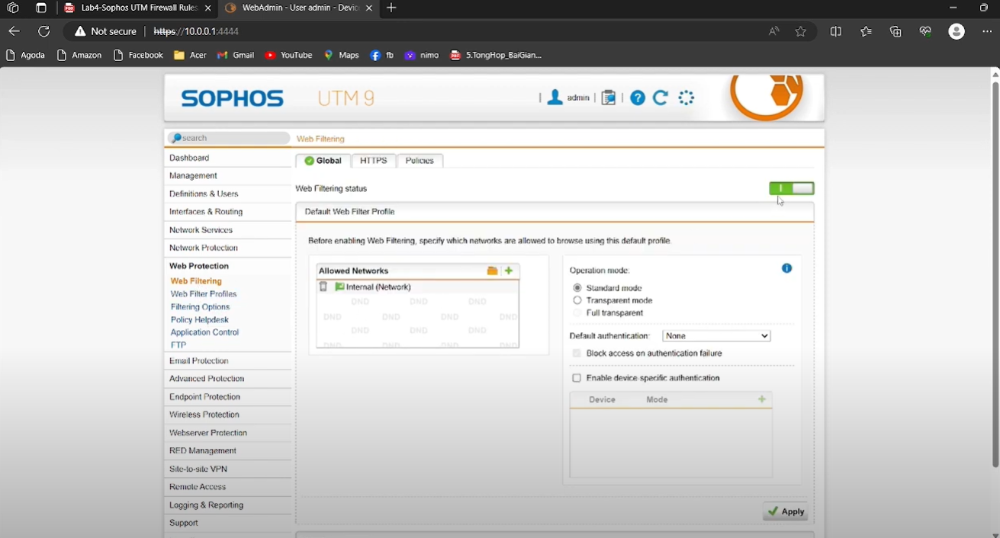 Lab4-Sophos UTM Firewall Rules
WebAdmin - User admin - Devic
Not secure
https://10.0.0.1:4444
Agoda
Amazon
Facebook
Acer
Gmail
YouTube
Maps
fb
nimo
5.TongHop_BaiGian...
SOPHOS
UTM 9
admin
search
Web Filtering
Dashboard
Management
Definitions & Users
Interfaces & Routing
Network Services
Network Protection
Web Protection
Web Filtering
Web Filter Profiles
Filtering Options
Policy Helpdesk
Application Control
FTP
Email Protection
Advanced Protection
Endpoint Protection
Wireless Protection
Webserver Protection
RED Management
Site-to-site VPN
Remote Access
Logging & Reporting
Support
Global
HTTPS
Policies
Web Filtering status
Default Web Filter Profile
Before enabling Web Filtering, specify which networks are allowed to browse using this default profile.
Allowed Networks
Internal (Network)
DND DND DND
DND DND DND DND
DND DND DND
DND DND DND DND
Operation mode:
Standard mode
Transparent mode
Full transparent
Default authentication: None
Block access on authentication failure
Enable device-specific authentication
Device Mode
Apply